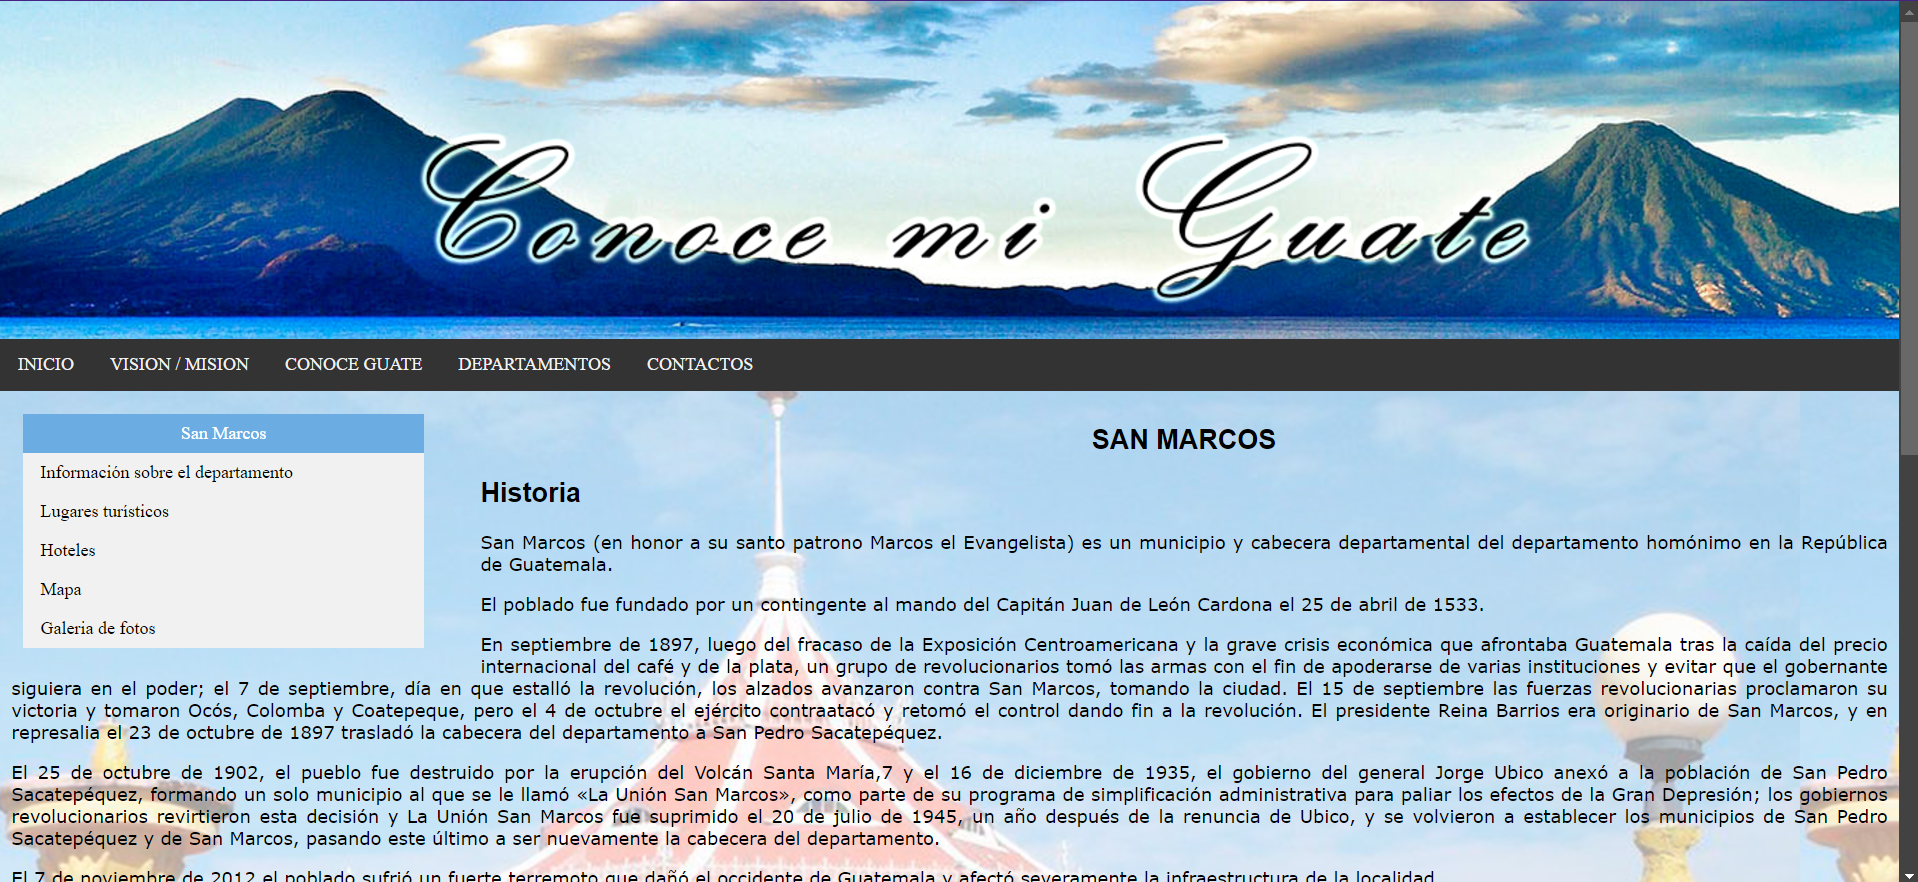 Conoce mi Guate
INICIO VISION / MISION CONOCE GUATE DEPARTAMENTOS CONTACTOS
San Marcos
Información sobre el departamento
Lugares turísticos
Hoteles
Mapa
Galeria de fotos
SAN MARCOS
Historia
San Marcos (en honor a su santo patrono Marcos el Evangelista) es un municipio y cabecera departamental del departamento homónimo en la República
de Guatemala.
El poblado fue fundado por un contingente al mando del Capitán Juan de León Cardona el 25 de abril de 1533.
En septiembre de 1897, luego del fracaso de la Exposición Centroamericana y la grave crisis económica que afrontaba Guatemala tras la caída del precio
internacional del café y de la plata, un grupo de revolucionarios tomó las armas con el fin de apoderarse de varias instituciones y evitar que el gobernante
siguiera en el poder; el 7 de septiembre, día en que estalló la revolución, los alzados avanzaron contra San Marcos, tomando la ciudad. El 15 de septiembre las fuerzas revolucionarias proclamaron su
victoria y tomaron Ocós, Colomba y Coatepeque, pero el 4 de octubre el ejército contraatacó y retomó el control dando fin a la revolución. El presidente Reina Barrios era originario de San Marcos, y en
represalia el 23 de octubre de 1897 trasladó la cabecera del departamento a San Pedro Sacatepéquez.
El 25 de octubre de 1902, el pueblo fue destruido por la erupción del Volcán Santa María,7 y el 16 de diciembre de 1935, el gobierno del general Jorge Ubico anexó a la población de San Pedro
Sacatepéquez, formando un solo municipio al que se le llamó «La Unión San Marcos», como parte de su programa de simplificación administrativa para paliar los efectos de la Gran Depresión; los gobiernos
revolucionarios revirtieron esta decisión y La Unión San Marcos fue suprimido el 20 de julio de 1945, un año después de la renuncia de Ubico, y se volvieron a establecer los municipios de San Pedro
Sacatepéquez y de San Marcos, pasando este último a ser nuevamente la cabecera del departamento.
El 7 de noviembre de 2012 el poblado sufrió un fuerte terremoto que dañó el occidente de Guatemala y afectó severamente la infraestructura de la localidad.